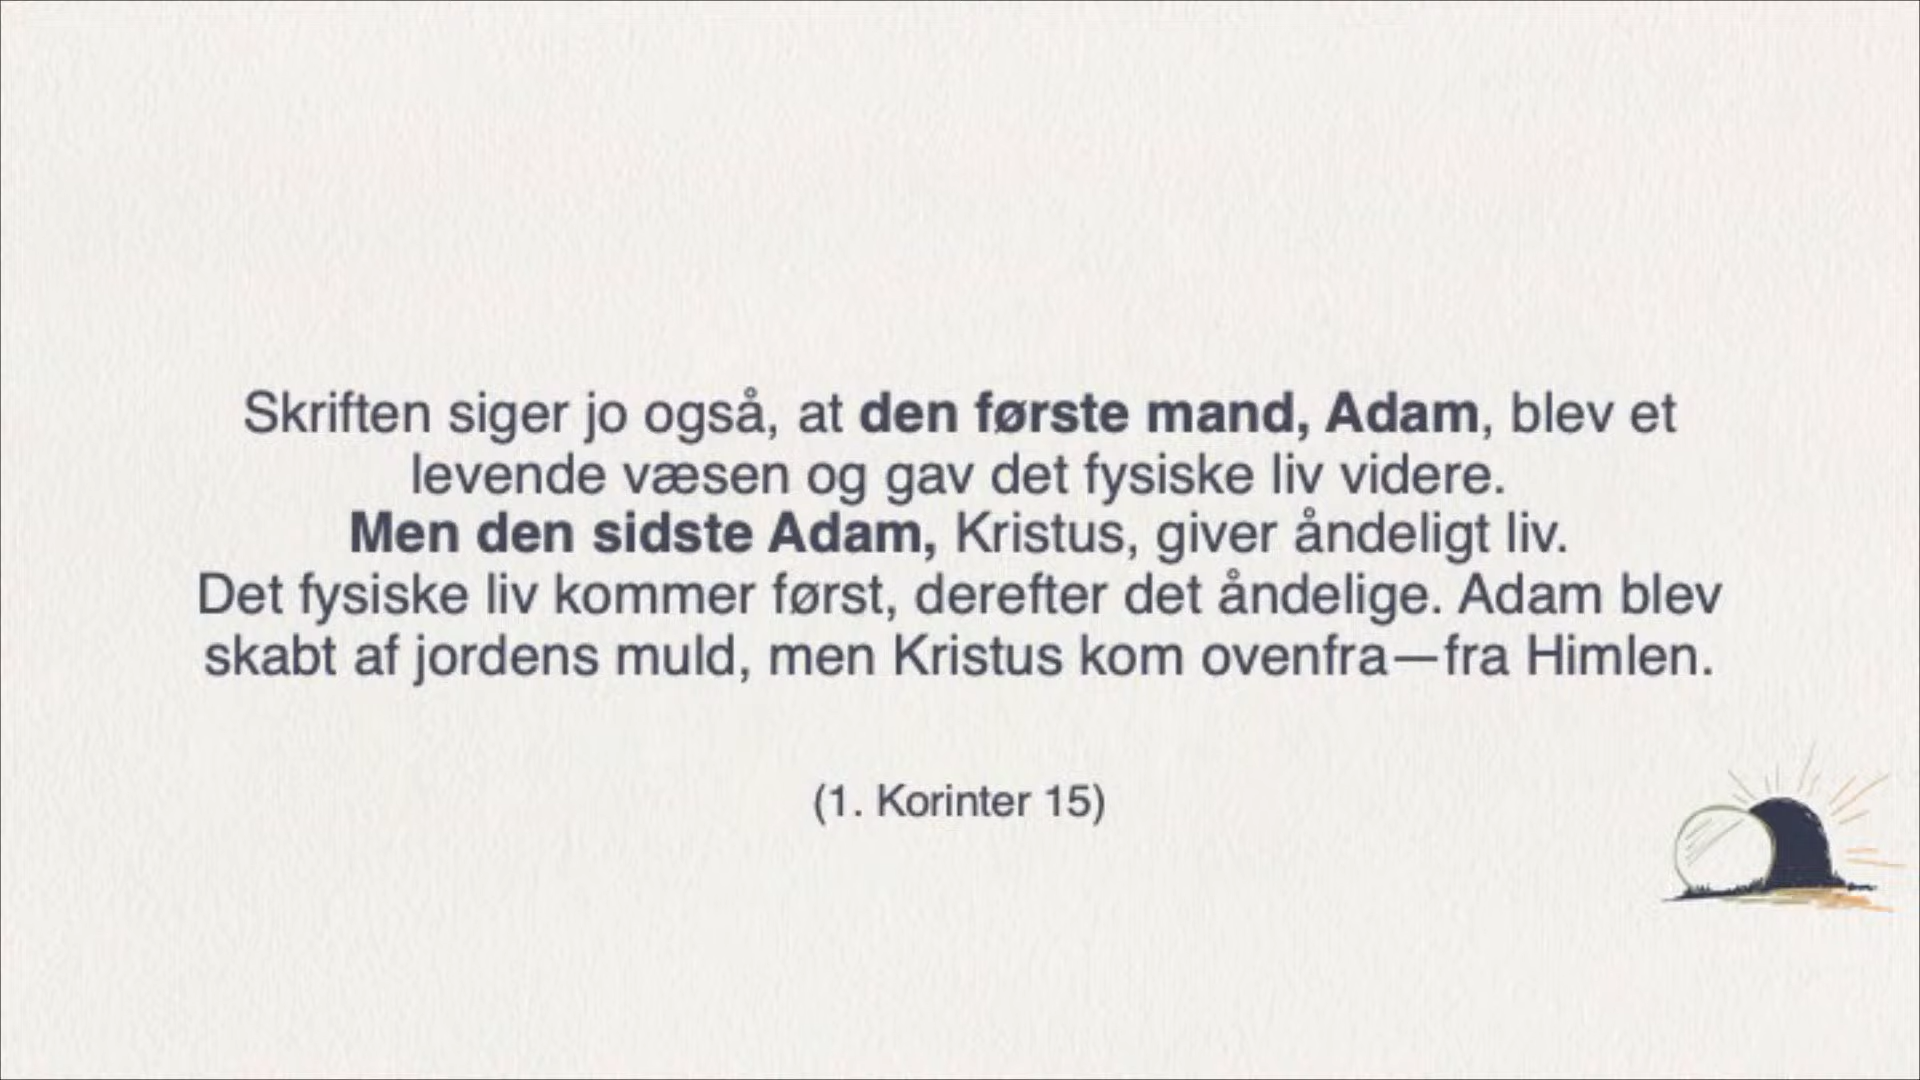 Skriften siger jo også, at den første mand, Adam, blev et
levende væsen og gav det fysiske liv videre.
Men den sidste Adam, Kristus, giver åndeligt liv.
Det fysiske liv kommer først, derefter det åndelige. Adam blev
skabt af jordens muld, men Kristus kom ovenfra—fra Himlen.
(1. Korinter 15)